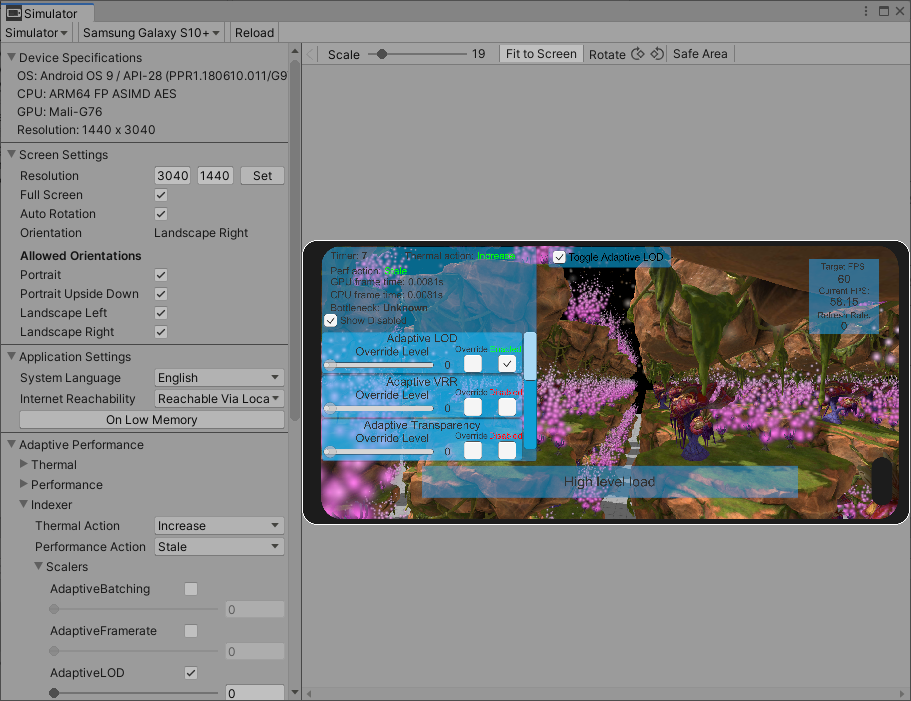 Simulator
Simulator Samsung Galaxy S10+ Reload
Scale 19 Fit to Screen Rotate Safe Area
Device Specifications
OS: Android OS 9 / API-28 (PPR1.180610.011/G9
CPU: ARM64 FP ASIMD AES
GPU: Mali-G76
Resolution: 1440 x 3040
Screen Settings
Resolution 3040 1440 Set
Full Screen
Auto Rotation
Orientation Landscape Right
Allowed Orientations
Portrait
Portrait Upside Down
Landscape Left
Landscape Right
Application Settings
System Language English
Internet Reachability Reachable Via Loca
On Low Memory
Adaptive Performance
Thermal
Performance
Indexer
Thermal Action Increase
Performance Action Stale
Scalers
AdaptiveBatching
0
AdaptiveFramerate
0
AdaptiveLOD
0
Timer: 7 Thermal action: Increase
Toggle Adaptive LOD
Perf action: Stale
GPU frame time: 0.0081s
CPU frame time: 0.0081s
Bottleneck: Unknown
Show Disabled
Adaptive LOD
Override Level Override Enabled
0
Adaptive VRR
Override Level Override Disabled
0
Adaptive Transparency
Override Level Override Disabled
0
Target FPS
60
Current FPS:
58.15
Refresh Rate:
0
High level load